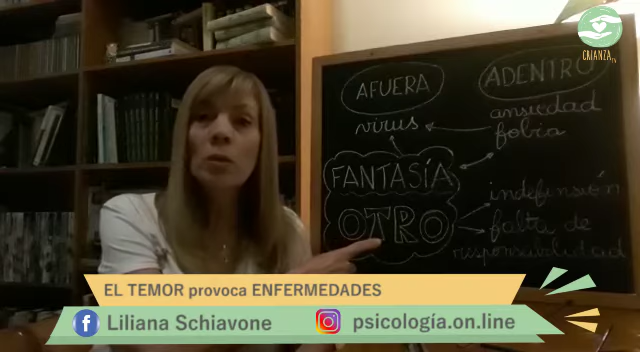 CRIANZA
AFUERA
ADENTRO
virus
ansiedad
fobia
FANTASÍA
OTRO
indefensión
falta de
responsabilidad
EL TEMOR provoca ENFERMEDADES
Liliana Schiavone
psicología.on.line